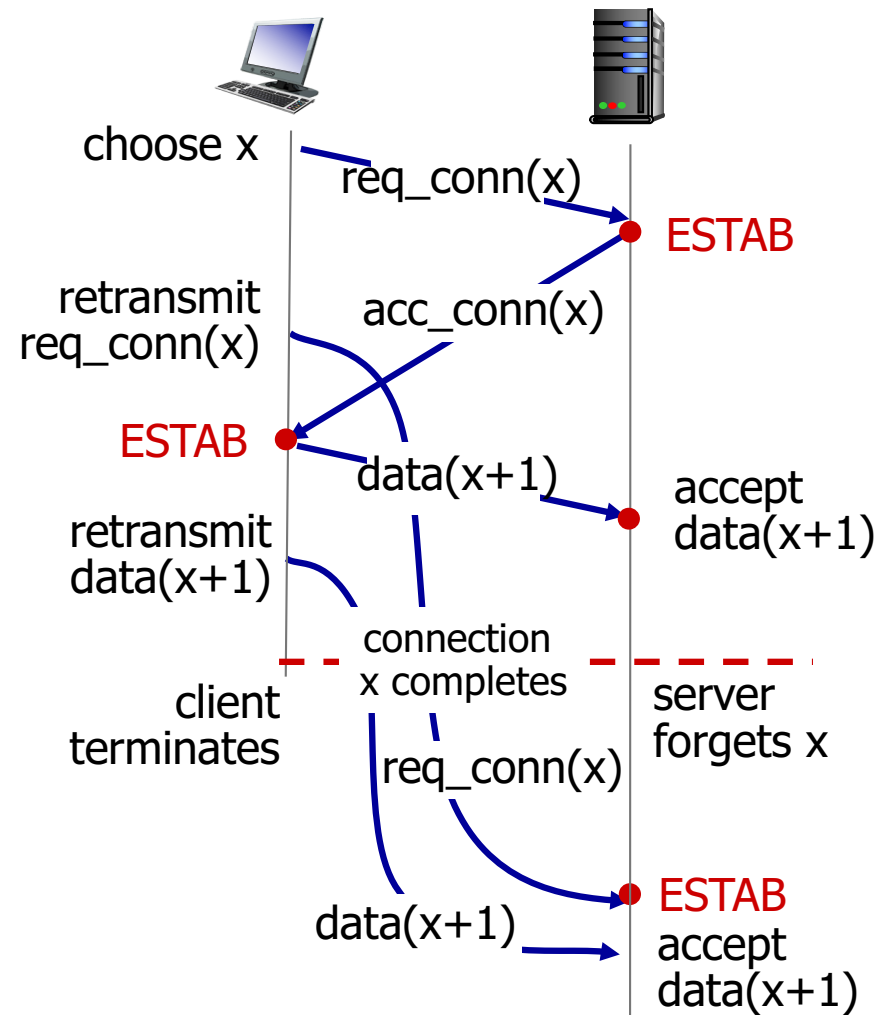 choose x
req_conn(x)
ESTAB
retransmit
req_conn(x)
acc_conn(x)
ESTAB
data(x+1)
accept
data(x+1)
retransmit
data(x+1)
connection
x completes
client
terminates
server
forgets x
req_conn(x)
ESTAB
data(x+1)
accept
data(x+1)